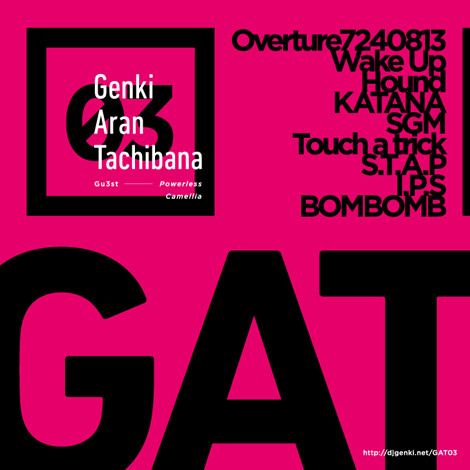 03
Genki
Aran
Tachibana
Gu3st Powerless
Camellia
Overture7240813
Wake Up
Hound
KATANA
SGM
Touch a trick
S.T.A.P
I.P.S
BOMBOMB
GAT
http://djgenki.net/GAT03